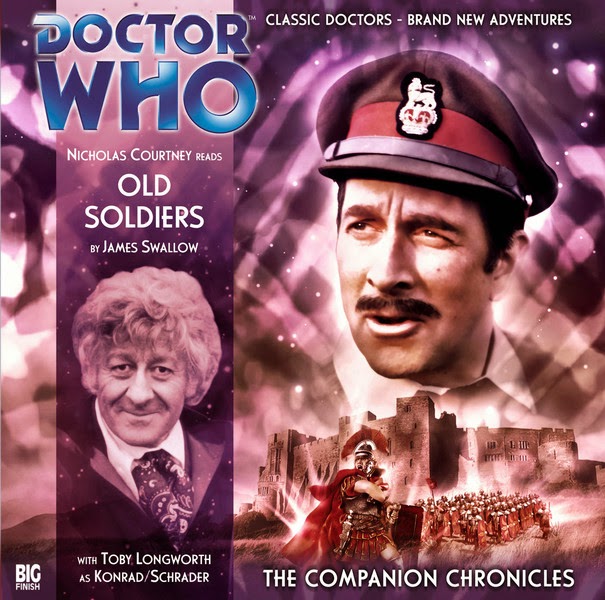 DOCTOR
WHO
™
CLASSIC DOCTORS - BRAND NEW ADVENTURES
NICHOLAS COURTNEY READS
OLD
SOLDIERS
BY JAMES SWALLOW
WITH TOBY LONGWORTH
AS KONRAD/SCHRADER
BIG
FINISH
THE COMPANION CHRONICLES